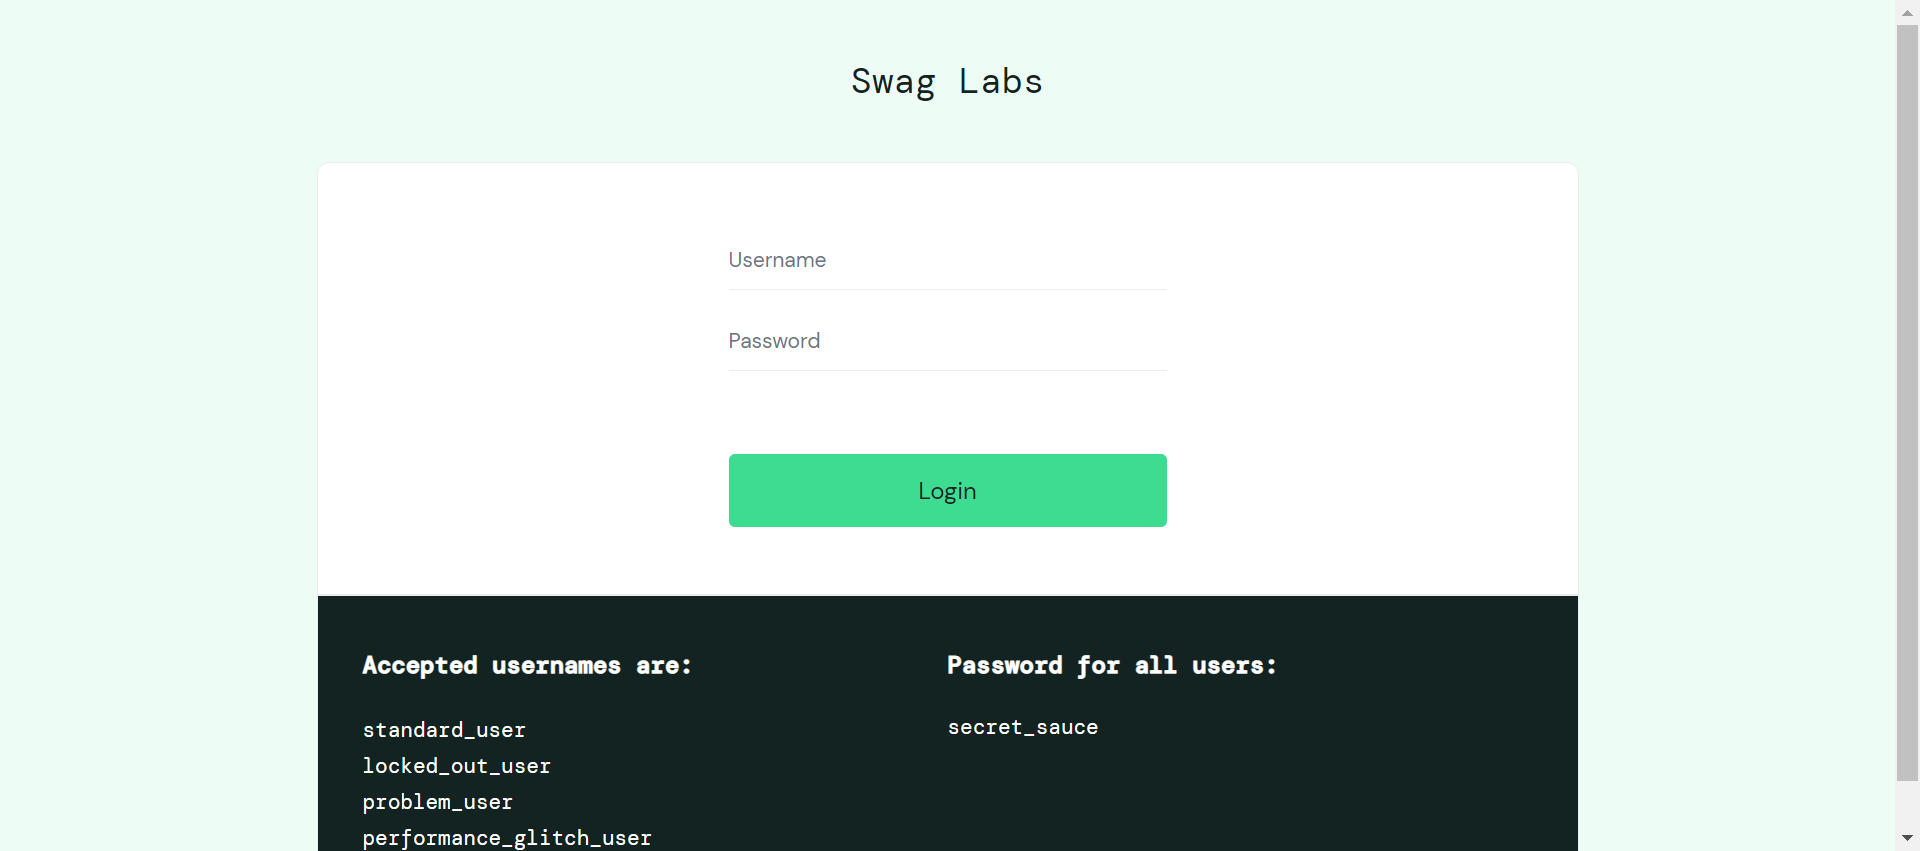 Swag Labs
Username
Password
Login
Accepted usernames are:
standard_user
locked_out_user
problem_user
performance_glitch_user
Password for all users:
secret_sauce